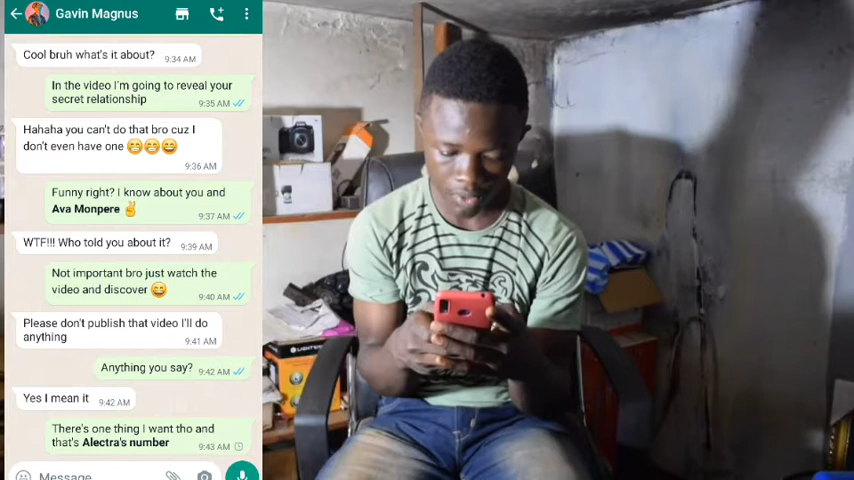 Gavin Magnus
Cool bruh what's it about?
9:34 AM
In the video I'm going to reveal your
secret relationship
9:35 AM
Hahaha you can't do that bro cuz I
don't even have one 😁😁😄
9:36 AM
Funny right? I know about you and
Ava Monpere ✌
9:37 AM
WTF!!! Who told you about it?
9:39 AM
Not important bro just watch the
video and discover 😄
9:40 AM
Please don't publish that video I'll do
anything
9:41 AM
Anything you say?
9:42 AM
Yes I mean it
9:42 AM
There's one thing I want tho and
that's Alectra's number
9:43 AM
Message